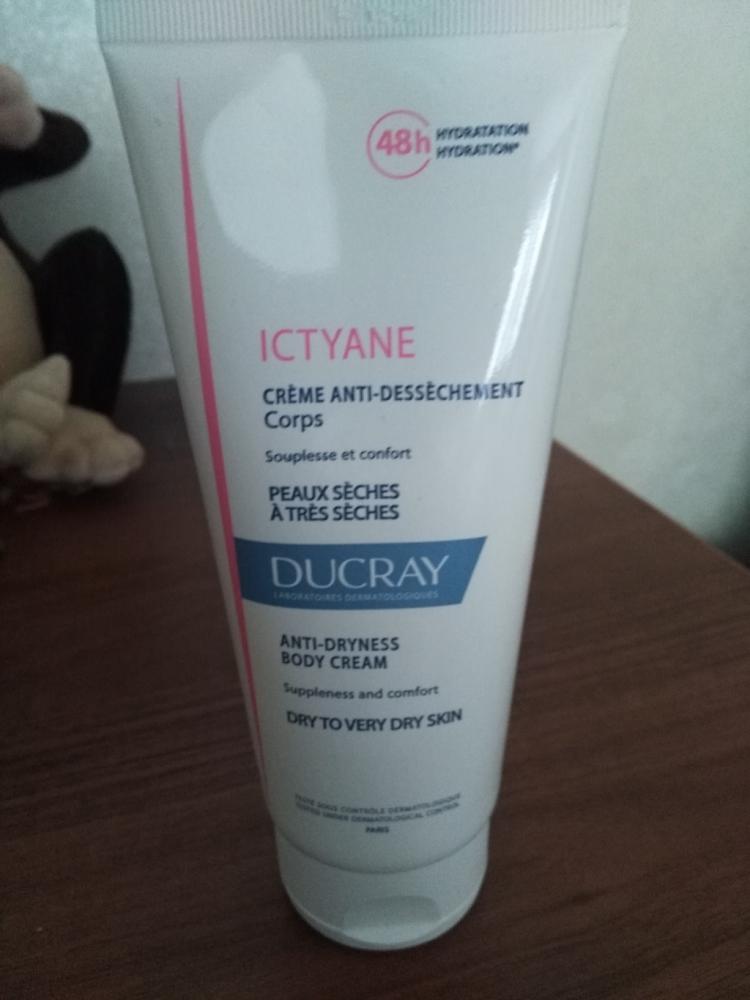 48h HYDRATATION
HYDRATION*
ICTYANE
CRÈME ANTI-DESSÈCHEMENT
Corps
Souplesse et confort
PEAUX SÈCHES
À TRÈS SÈCHES
DUCRAY
LABORATOIRES DERMATOLOGIQUES
ANTI-DRYNESS
BODY CREAM
Suppleness and comfort
DRY TO VERY DRY SKIN
TESTÉ SOUS CONTRÔLE DERMATOLOGIQUE
TESTED UNDER DERMATOLOGICAL CONTROL
PARIS